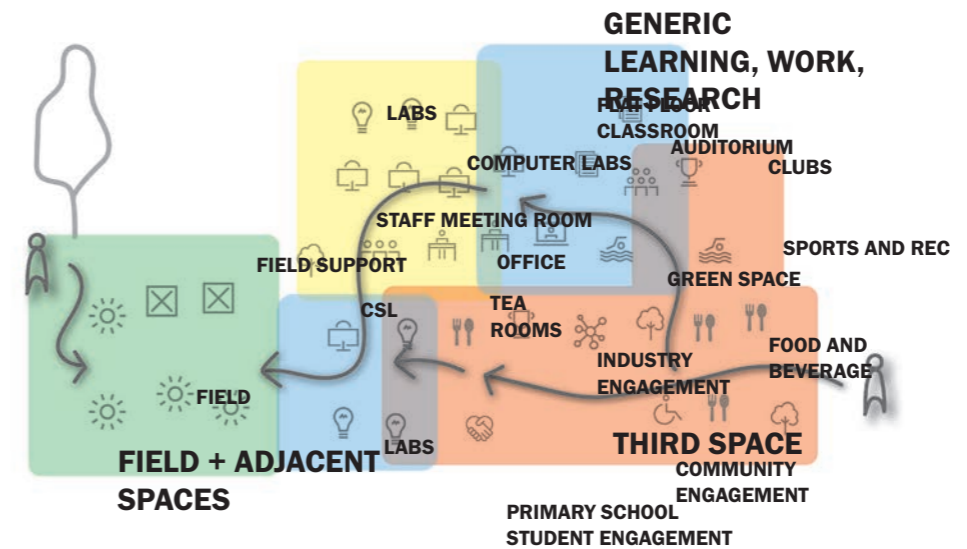 GENERIC
LEARNING, WORK,
RESEARCH
FLAT FLOOR
CLASSROOM
LABS
AUDITORIUM
COMPUTER LABS
CLUBS
STAFF MEETING ROOM
SPORTS AND REC
FIELD SUPPORT
OFFICE
GREEN SPACE
CSL
TEA
ROOMS
INDUSTRY
ENGAGEMENT
FOOD AND
BEVERAGE
FIELD
LABS
THIRD SPACE
FIELD + ADJACENT
SPACES
COMMUNITY
ENGAGEMENT
PRIMARY SCHOOL
STUDENT ENGAGEMENT